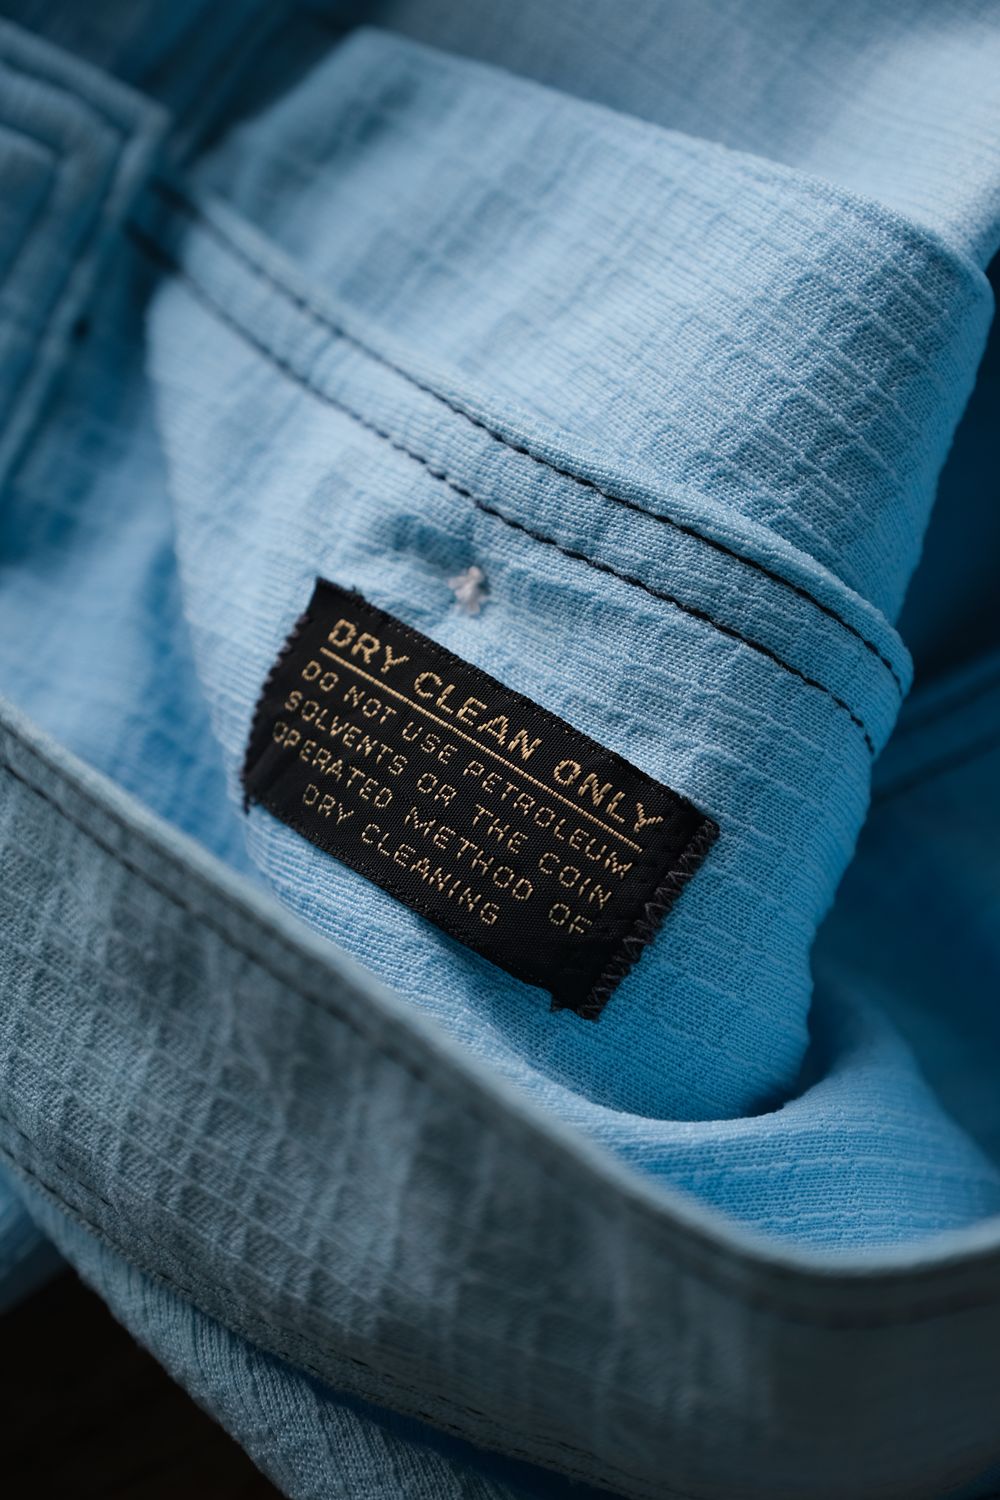 DRY CLEAN ONLY
DO NOT USE PETROLEUM
SOLVENTS OR THE COIN
OPERATED METHOD OF
DRY CLEANING